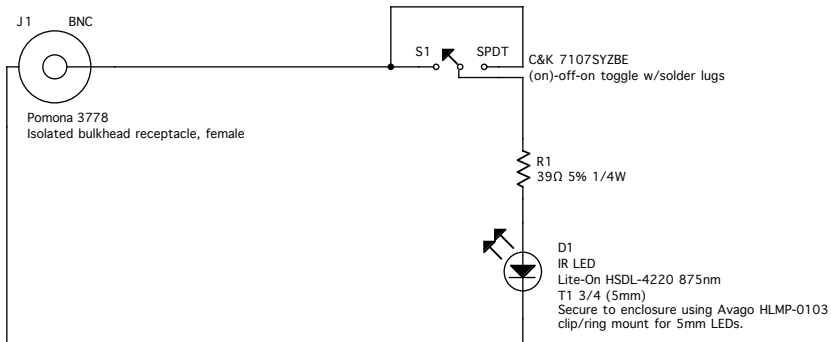 J1 BNC
Pomona 3778
Isolated bulkhead receptacle, female
S1 SPDT
C&K 7107SYZBE
(on)-off-on toggle w/solder lugs
R1
39Ω 5% 1/4W
D1
IR LED
Lite-On HSDL-4220 875nm
T1 3/4 (5mm)
Secure to enclosure using Avago HLMP-0103
clip/ring mount for 5mm LEDs.